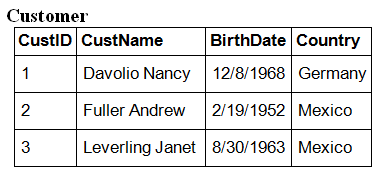 Customer
CustID CustName BirthDate Country
1 Davolio Nancy 12/8/1968 Germany
2 Fuller Andrew 2/19/1952 Mexico
3 Leverling Janet 8/30/1963 Mexico